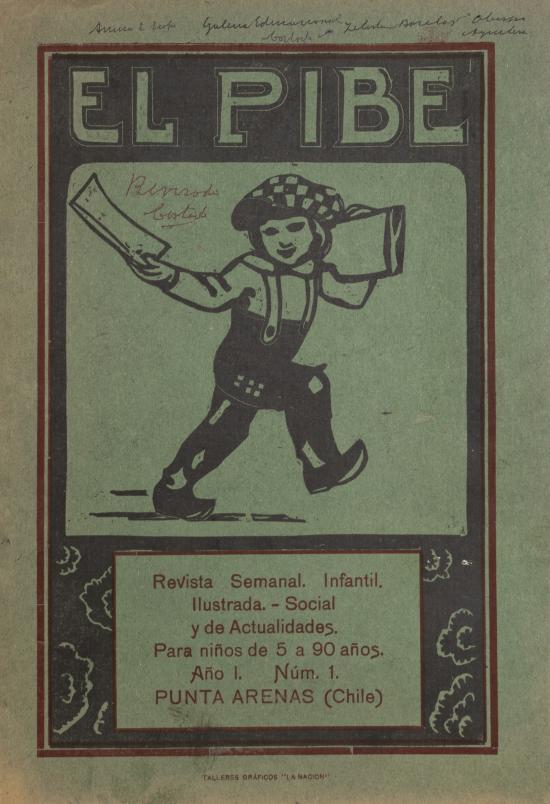 EL PIBE
Revista Semanal. Infantil.
Ilustrada. - Social
y de Actualidades.
Para niños de 5 a 90 años.
Año I. Núm. 1.
PUNTA ARENAS (Chile)
TALLERES GRÁFICOS "LA NACION"